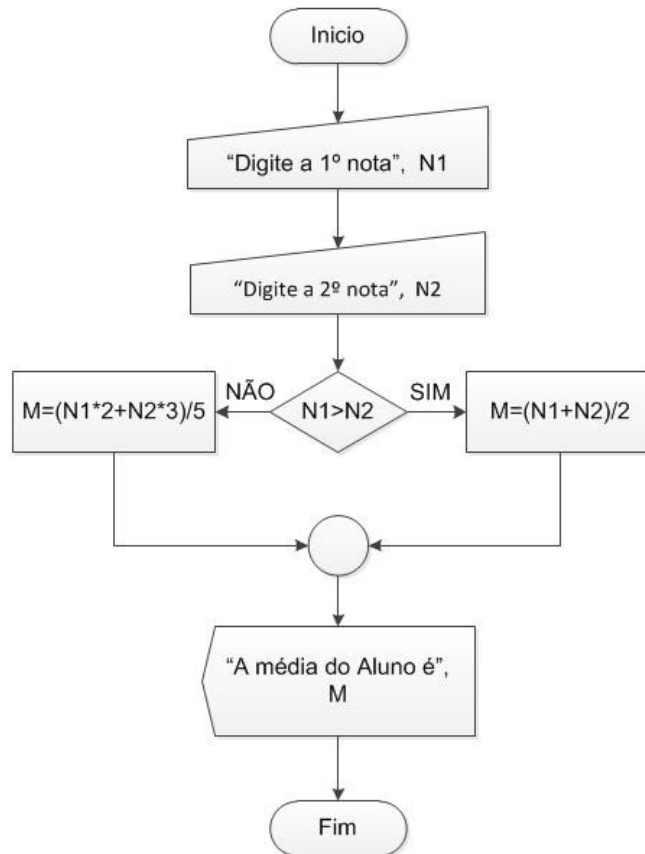 Inicio
“Digite a 1º nota”, N1
“Digite a 2º nota”, N2
M=(N1*2+N2*3)/5
NÃO
N1>N2
SIM
M=(N1+N2)/2
“A média do Aluno é”,
M
Fim